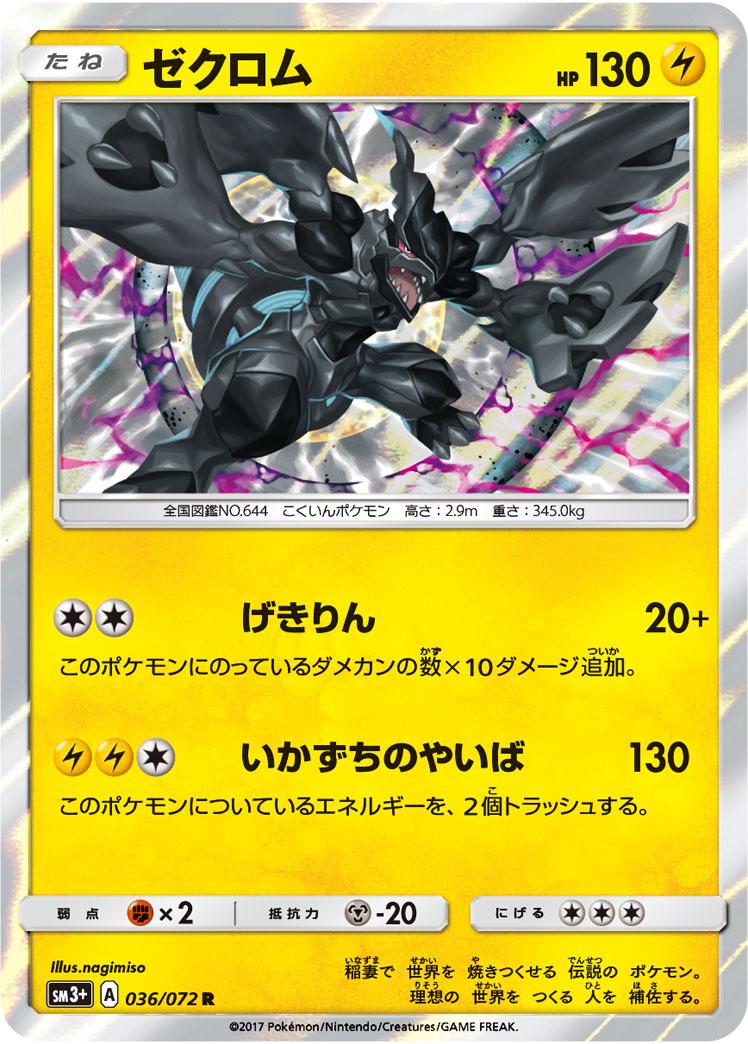 たね ゼクロム HP 130
全国図鑑NO.644 こくいんポケモン 高さ：2.9m 重さ：345.0kg
げきりん 20+
このポケモンにのっているダメカンの数×10ダメージ追加。
いかずちのやいば 130
このポケモンについているエネルギーを、2個トラッシュする。
弱点 ×2 抵抗力 -20 にげる
Illus.nagimiso
稲妻で 世界を 焼きつくせる 伝説の ポケモン。
理想の 世界を つくる 人を 補佐する。
SM3+ A 036/072 R
©2017 Pokémon/Nintendo/Creatures/GAME FREAK.